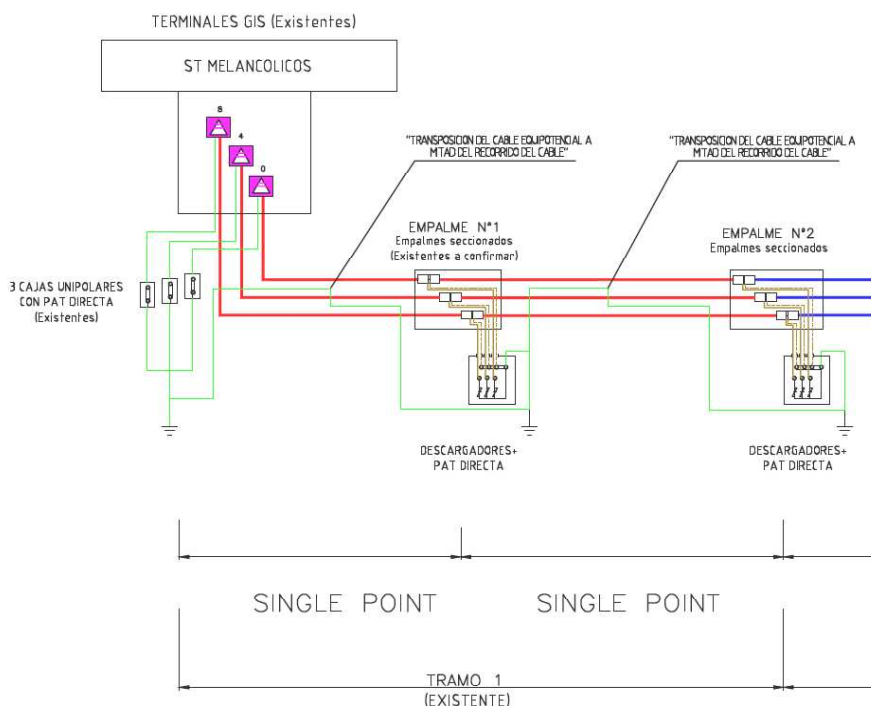 TERMINALES GIS (Existentes)
ST MELANCOLICOS
8
4
0
"TRANSPOSICION DEL CABLE EQUIPOTENCIAL A
MITAD DEL RECORRIDO DEL CABLE"
"TRANSPOSICION DEL CABLE EQUIPOTENCIAL A
MITAD DEL RECORRIDO DEL CABLE"
EMPALME Nº1
Empalmes seccionados
(Existentes a confirmar)
EMPALME Nº2
Empalmes seccionados
3 CAJAS UNIPOLARES
CON PAT DIRECTA
(Existentes)
DESCARGADORES+
PAT DIRECTA
DESCARGADORES+
PAT DIRECTA
SINGLE POINT
SINGLE POINT
TRAMO 1
(EXISTENTE)